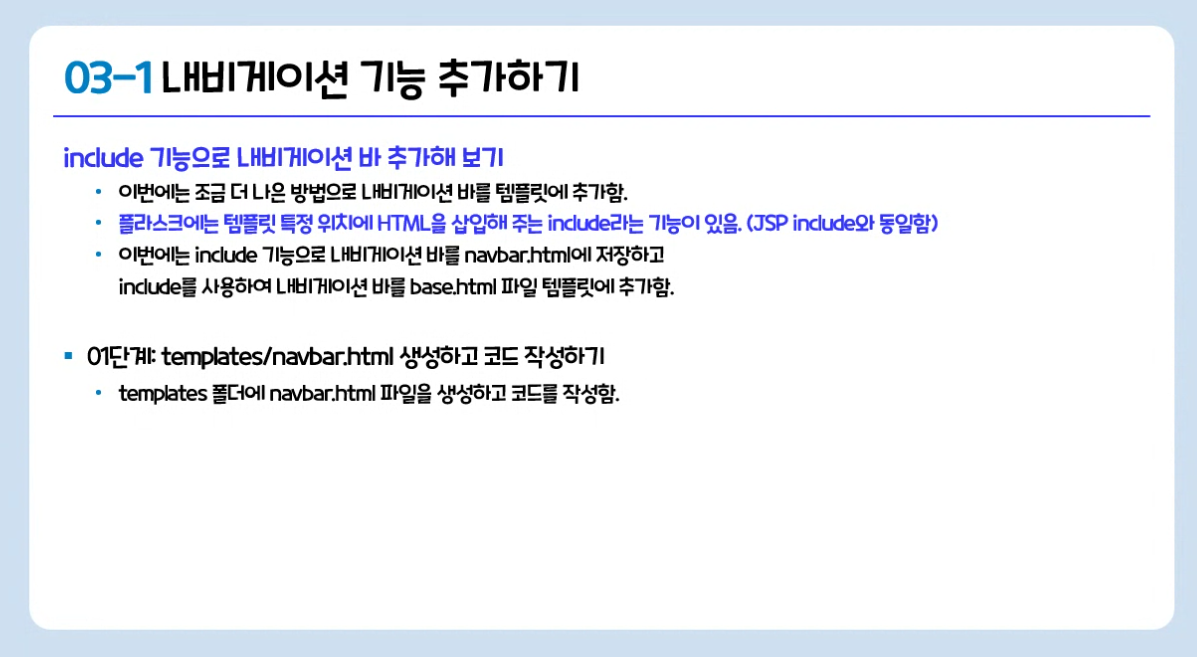 03-1 내비게이션 기능 추가하기
include 기능으로 내비게이션 바 추가해 보기
• 이번에는 조금 더 나은 방법으로 내비게이션 바를 템플릿에 추가함.
• 플라스크에는 템플릿 특정 위치에 HTML을 삽입해 주는 include라는 기능이 있음. (JSP include와 동일함)
• 이번에는 include 기능으로 내비게이션 바를 navbar.html에 저장하고
include를 사용하여 내비게이션 바를 base.html 파일 템플릿에 추가함.
▪ 01단계: templates/navbar.html 생성하고 코드 작성하기
• templates 폴더에 navbar.html 파일을 생성하고 코드를 작성함.